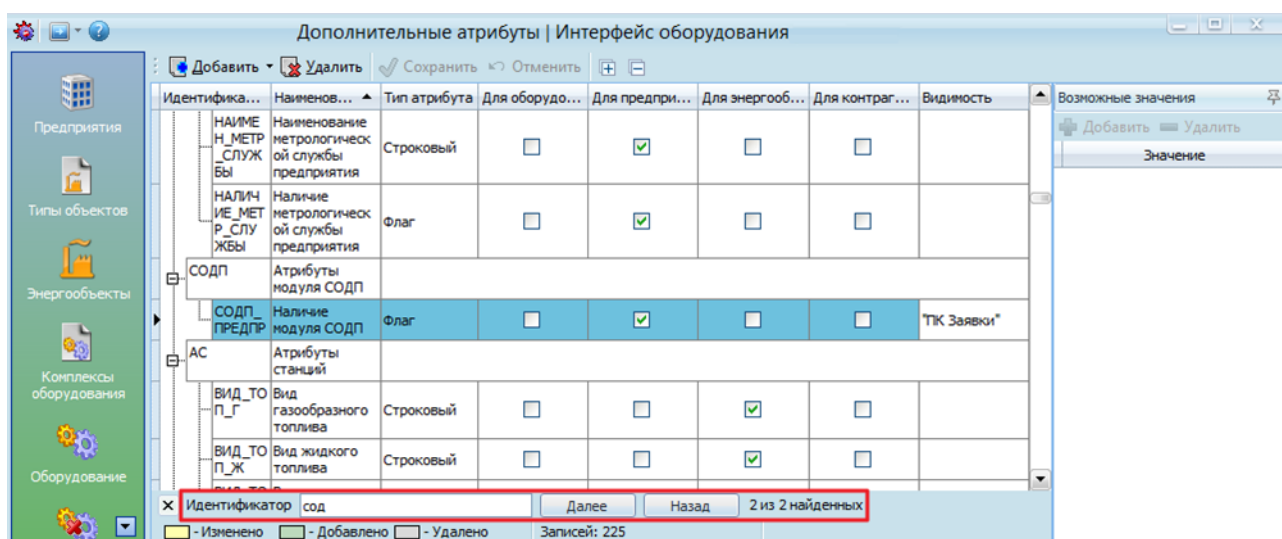 Дополнительные атрибуты | Интерфейс оборудования
Добавить Удалить Сохранить Отменить
Предприятия
Типы объектов
Энергообъекты
Комплексы
оборудования
Оборудование
Идентифика... Наименов... Тип атрибута Для оборудо... Для предпри... Для энергооб... Для контраг... Видимость
НАИМЕ
Н_МЕТР
_СЛУЖ
БЫ
Наименование
метрологическ
ой службы
предприятия
Строковый
НАЛИЧ
ИЕ_МЕТ
Р_СЛУ
ЖБЫ
Наличие
метрологическ
ой службы
предприятия
Флаг
СОДП
Атрибуты
модуля СОДП
СОДП_
ПРЕДПР
Наличие
модуля СОДП
Флаг
"ПК Заявки"
АС
Атрибуты
станций
ВИД_ТО
П_Г
Вид
газообразного
топлива
Строковый
ВИД_ТО
П_Ж
Вид жидкого
топлива
Строковый
Идентификатор сод Далее Назад 2 из 2 найденных
- Изменено - Добавлено - Удалено Записей: 225
Возможные значения
Добавить Удалить
Значение